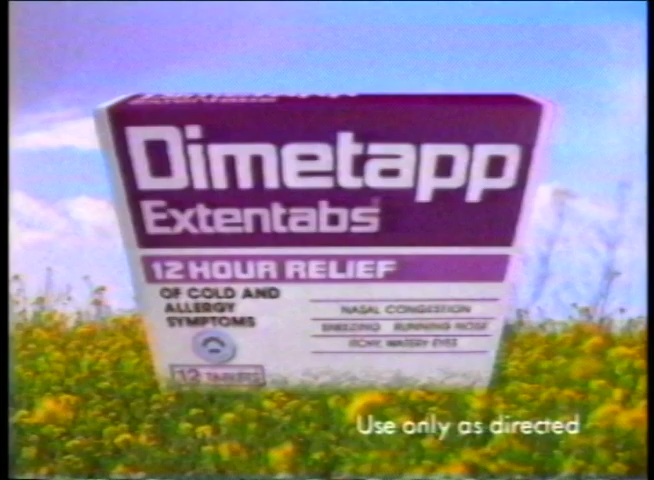 Dimetapp
Extentabs
12 HOUR RELIEF
OF COLD AND
ALLERGY
SYMPTOMS
NASAL CONGESTION
SNEEZING RUNNING NOSE
ITCHY, WATERY EYES
12 TABLETS
Use only as directed